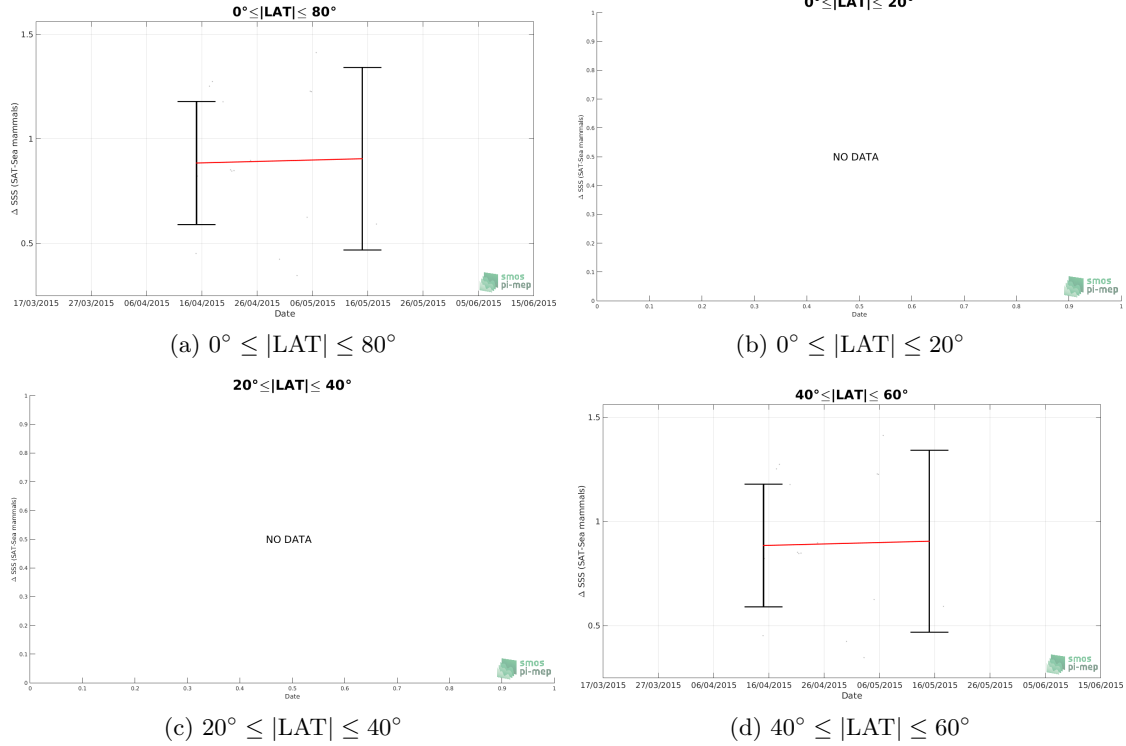 0°≤|LAT|≤ 80°
1.5
1
0.5
Δ SSS (SAT-Sea mammals)
17/03/2015 27/03/2015 06/04/2015 16/04/2015 26/04/2015 06/05/2015 16/05/2015 26/05/2015 05/06/2015 15/06/2015
Date
smos
pi-mep
(a) 0° ≤ |LAT| ≤ 80°
0°≤|LAT|≤ 20°
1
0.9
0.8
0.7
0.6
0.5
0.4
0.3
0.2
0.1
0
Δ SSS (SAT-Sea mammals)
NO DATA
0 0.1 0.2 0.3 0.4 0.5 0.6 0.7 0.8 0.9 1
Date
smos
pi-mep
(b) 0° ≤ |LAT| ≤ 20°
20°≤|LAT|≤ 40°
1
0.9
0.8
0.7
0.6
0.5
0.4
0.3
0.2
0.1
0
Δ SSS (SAT-Sea mammals)
NO DATA
0 0.1 0.2 0.3 0.4 0.5 0.6 0.7 0.8 0.9 1
Date
smos
pi-mep
(c) 20° ≤ |LAT| ≤ 40°
40°≤|LAT|≤ 60°
1.5
1
0.5
Δ SSS (SAT-Sea mammals)
17/03/2015 27/03/2015 06/04/2015 16/04/2015 26/04/2015 06/05/2015 16/05/2015 26/05/2015 05/06/2015 15/06/2015
Date
smos
pi-mep
(d) 40° ≤ |LAT| ≤ 60°